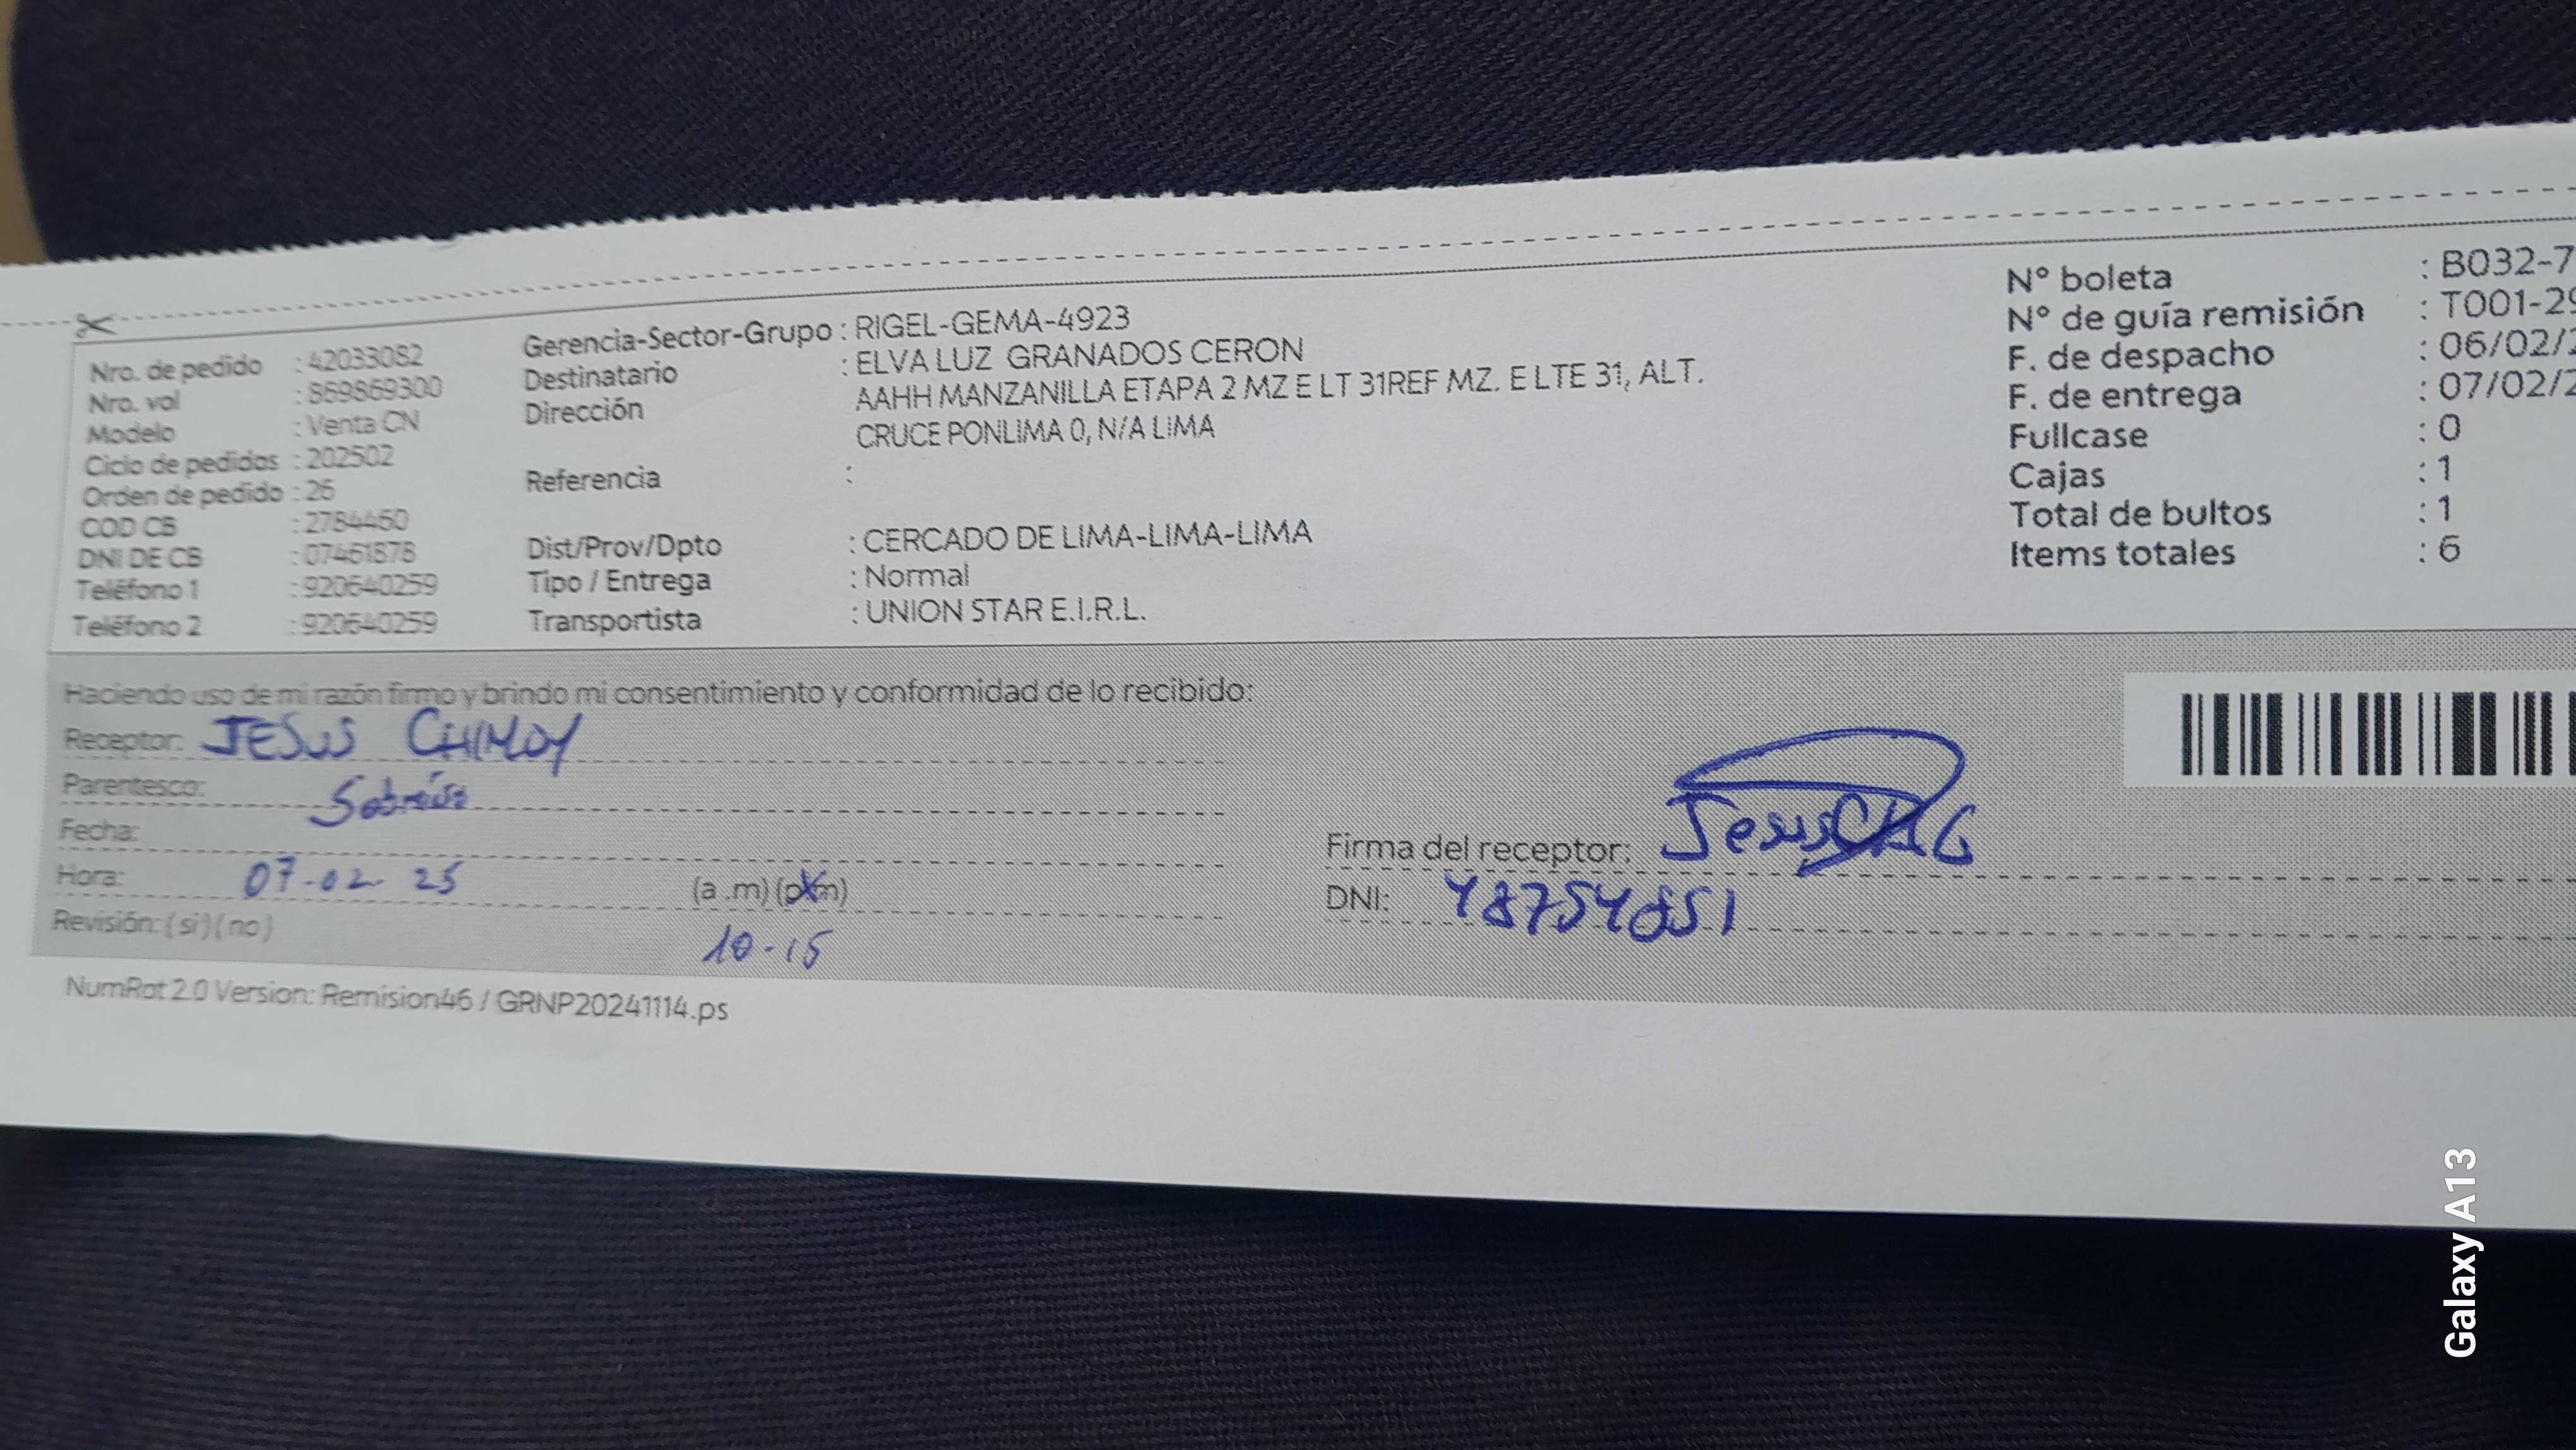 Nro. de pedido : 42033082
Nro. vol : 869869300
Modelo : Venta CN
Ciclo de pedidos : 202502
Orden de pedido : 26
COD CB : 2784460
DNI DE CB : 07461878
Teléfono 1 : 920640259
Teléfono 2 : 920640259
Gerencia-Sector-Grupo : RIGEL-GEMA-4923
Destinatario : ELVA LUZ GRANADOS CERON
Dirección AAHH MANZANILLA ETAPA 2 MZ E LT 31REF MZ. E LTE 31, ALT.
CRUCE PONLIMA 0, N/A LIMA
Referencia :
Dist/Prov/Dpto : CERCADO DE LIMA-LIMA-LIMA
Tipo / Entrega : Normal
Transportista : UNION STAR E.I.R.L.
N° boleta : B032-7
N° de guía remisión : T001-29
F. de despacho : 06/02/2
F. de entrega : 07/02/2
Fullcase : 0
Cajas : 1
Total de bultos : 1
Items totales : 6
Haciendo uso de mi razón firmo y brindo mi consentimiento y conformidad de lo recibido:
Receptor: JESUS CHIMOY
Parentesco:
Fecha:
Hora: 07-02-25 (a.m) (p.m)
Revisión: (si) (no) 10-15
Firma del receptor: Jesus
DNI: 48754851
NumRot 2.0 Version: Remision46 / GRNP20241114.ps
Galaxy A13